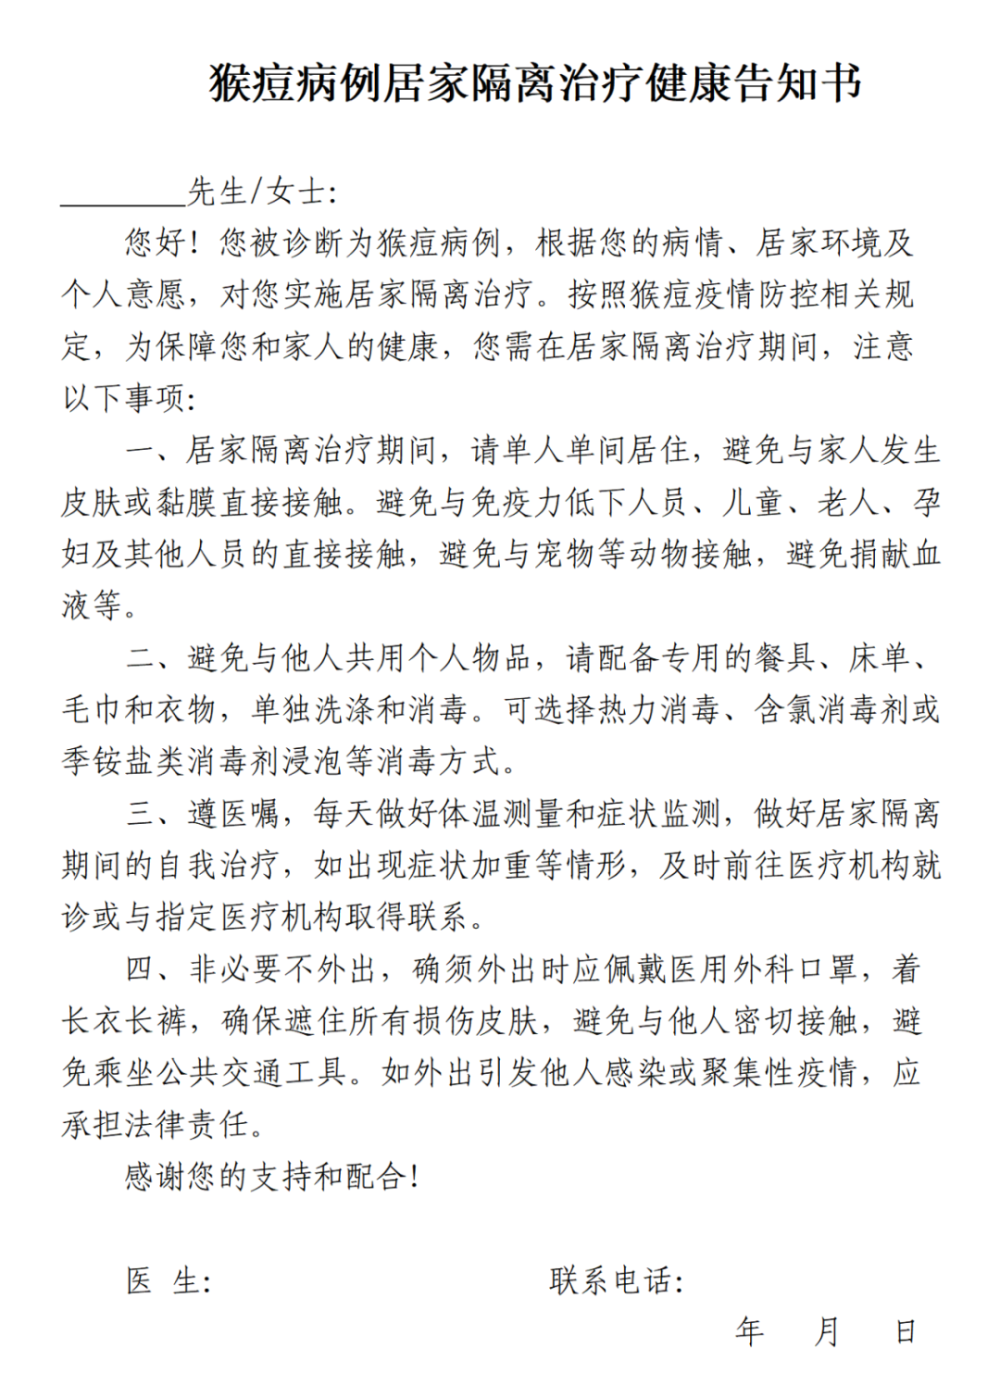 猴痘病例居家隔离治疗健康告知书
________先生/女士：
您好！您被诊断为猴痘病例，根据您的病情、居家环境及
个人意愿，对您实施居家隔离治疗。按照猴痘疫情防控相关规
定，为保障您和家人的健康，您需在居家隔离治疗期间，注意
以下事项：
一、居家隔离治疗期间，请单人单间居住，避免与家人发生
皮肤或黏膜直接接触。避免与免疫力低下人员、儿童、老人、孕
妇及其他人员的直接接触，避免与宠物等动物接触，避免捐献血
液等。
二、避免与他人共用个人物品，请配备专用的餐具、床单、
毛巾和衣物，单独洗涤和消毒。可选择热力消毒、含氯消毒剂或
季铵盐类消毒剂浸泡等消毒方式。
三、遵医嘱，每天做好体温测量和症状监测，做好居家隔离
期间的自我治疗，如出现症状加重等情形，及时前往医疗机构就
诊或与指定医疗机构取得联系。
四、非必要不外出，确须外出时应佩戴医用外科口罩，着
长衣长裤，确保遮住所有损伤皮肤，避免与他人密切接触，避
免乘坐公共交通工具。如外出引发他人感染或聚集性疫情，应
承担法律责任。
感谢您的支持和配合！
医 生： 联系电话：
年 月 日